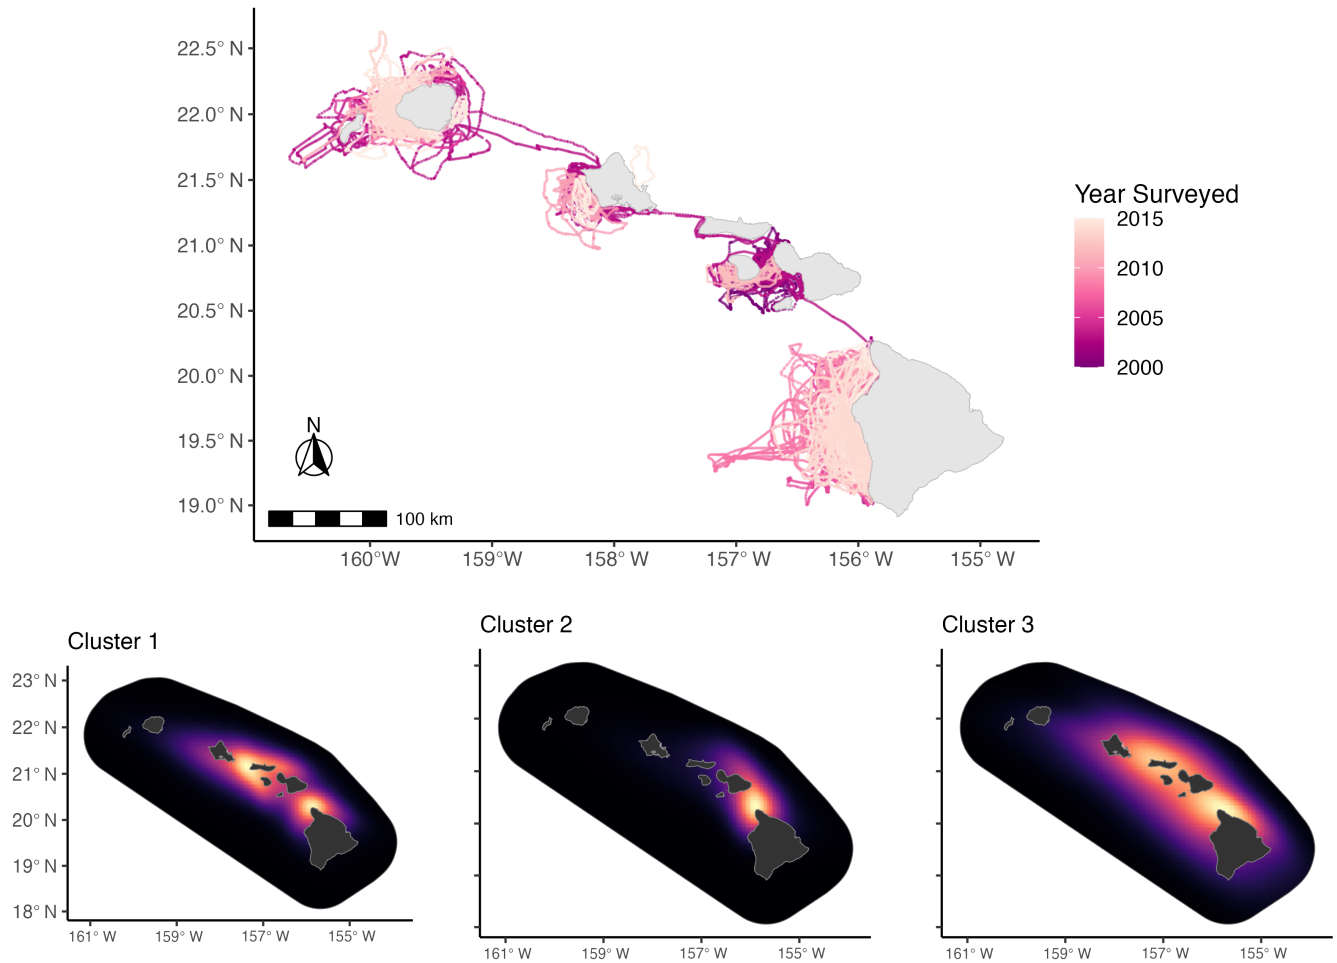 22.5° N
22.0° N
21.5° N
21.0° N
20.5° N
20.0° N
19.5° N
19.0° N
N
100 km
160° W
159° W
158° W
157° W
156° W
155° W
Year Surveyed
2015
2010
2005
2000
Cluster 1
23° N
22° N
21° N
20° N
19° N
18° N
161° W
159° W
157° W
155° W
Cluster 2
161° W
159° W
157° W
155° W
Cluster 3
161° W
159° W
157° W
155° W